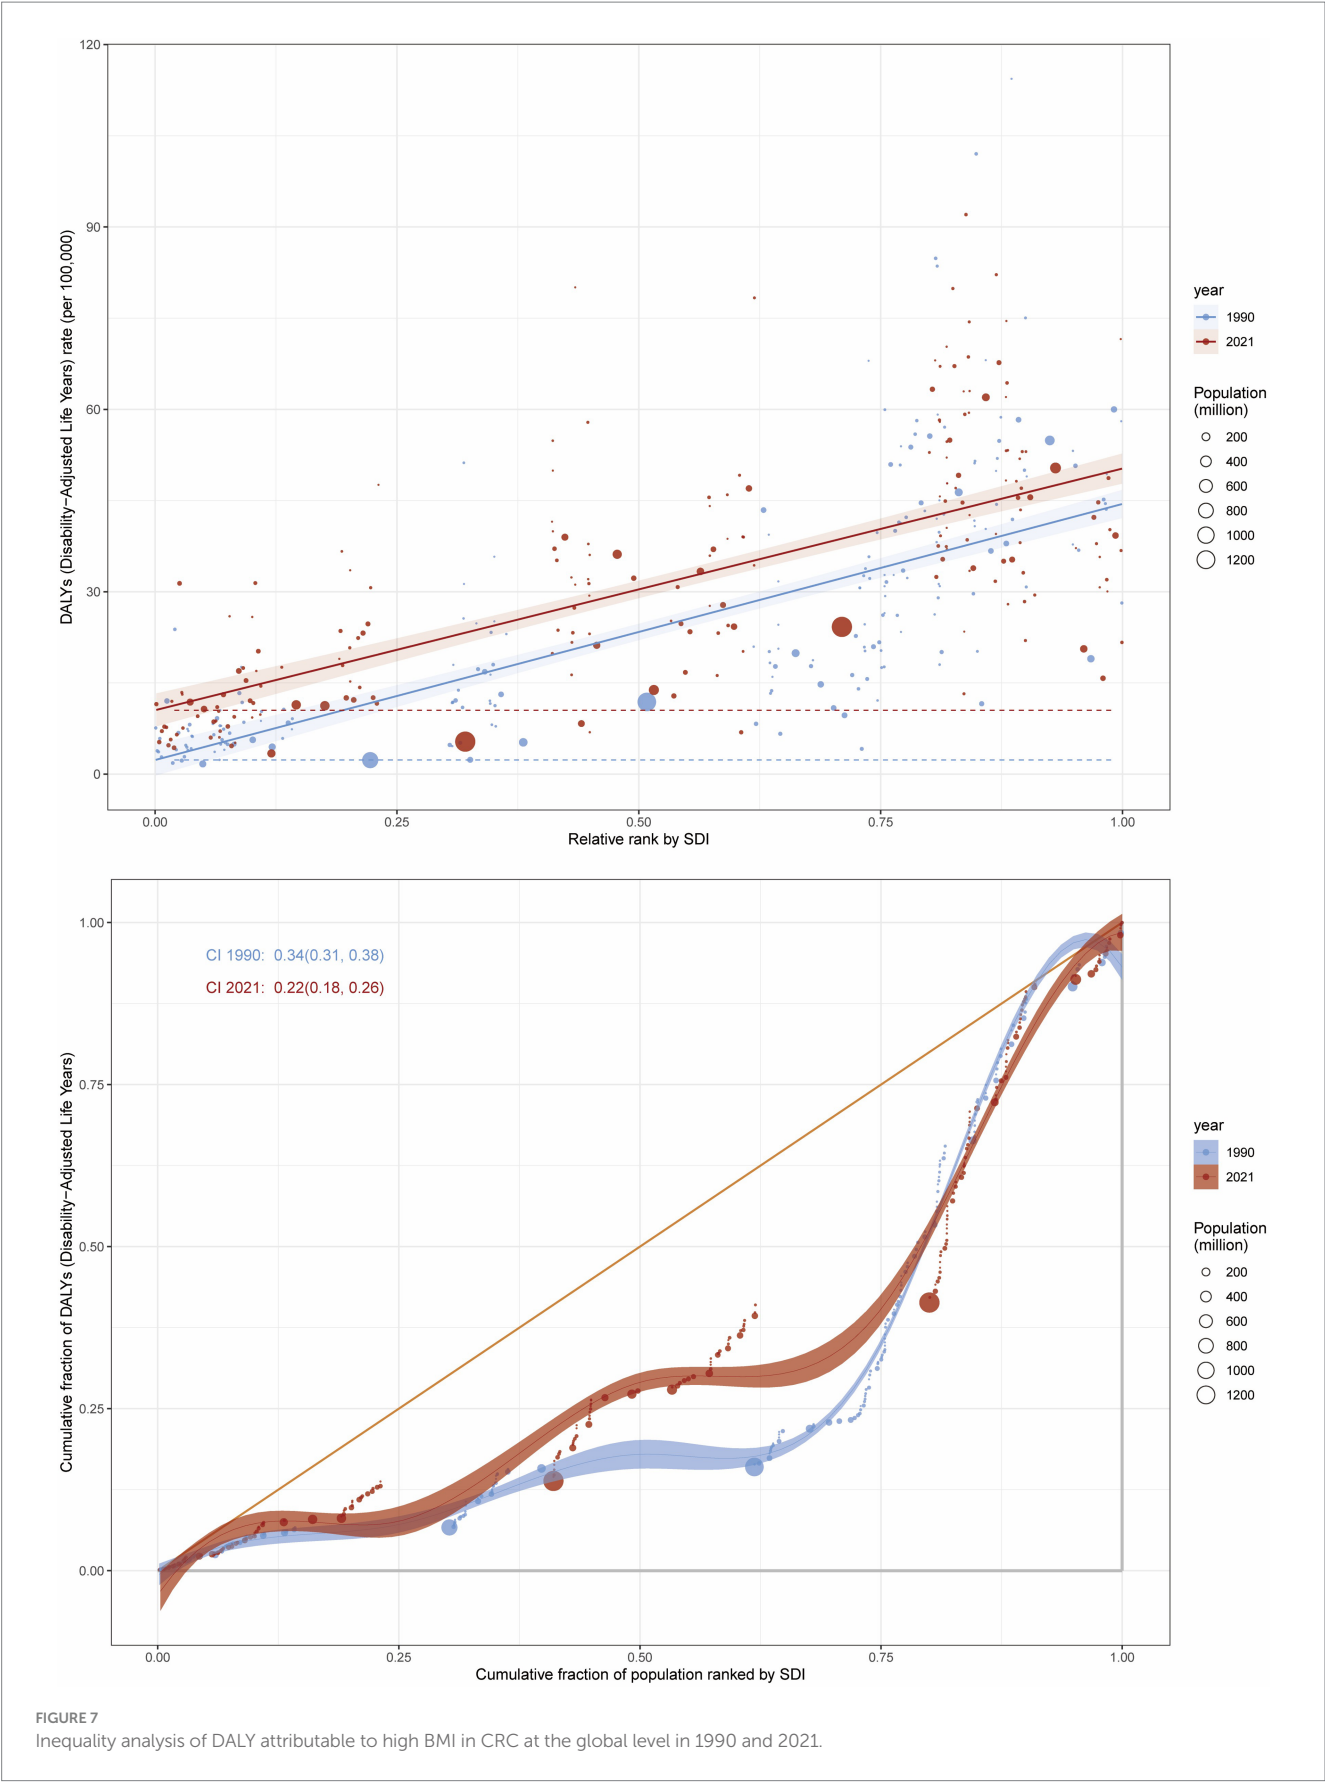 120
90
60
30
0
DALYs (Disability−Adjusted Life Years) rate (per 100,000)
0.00 0.25 0.50 0.75 1.00
Relative rank by SDI
year
1990
2021
Population
(million)
200
400
600
800
1000
1200
1.00
0.75
0.50
0.25
0.00
Cumulative fraction of DALYs (Disability−Adjusted Life Years)
CI 1990: 0.34(0.31, 0.38)
CI 2021: 0.22(0.18, 0.26)
0.00 0.25 0.50 0.75 1.00
Cumulative fraction of population ranked by SDI
year
1990
2021
Population
(million)
200
400
600
800
1000
1200
FIGURE 7
Inequality analysis of DALY attributable to high BMI in CRC at the global level in 1990 and 2021.